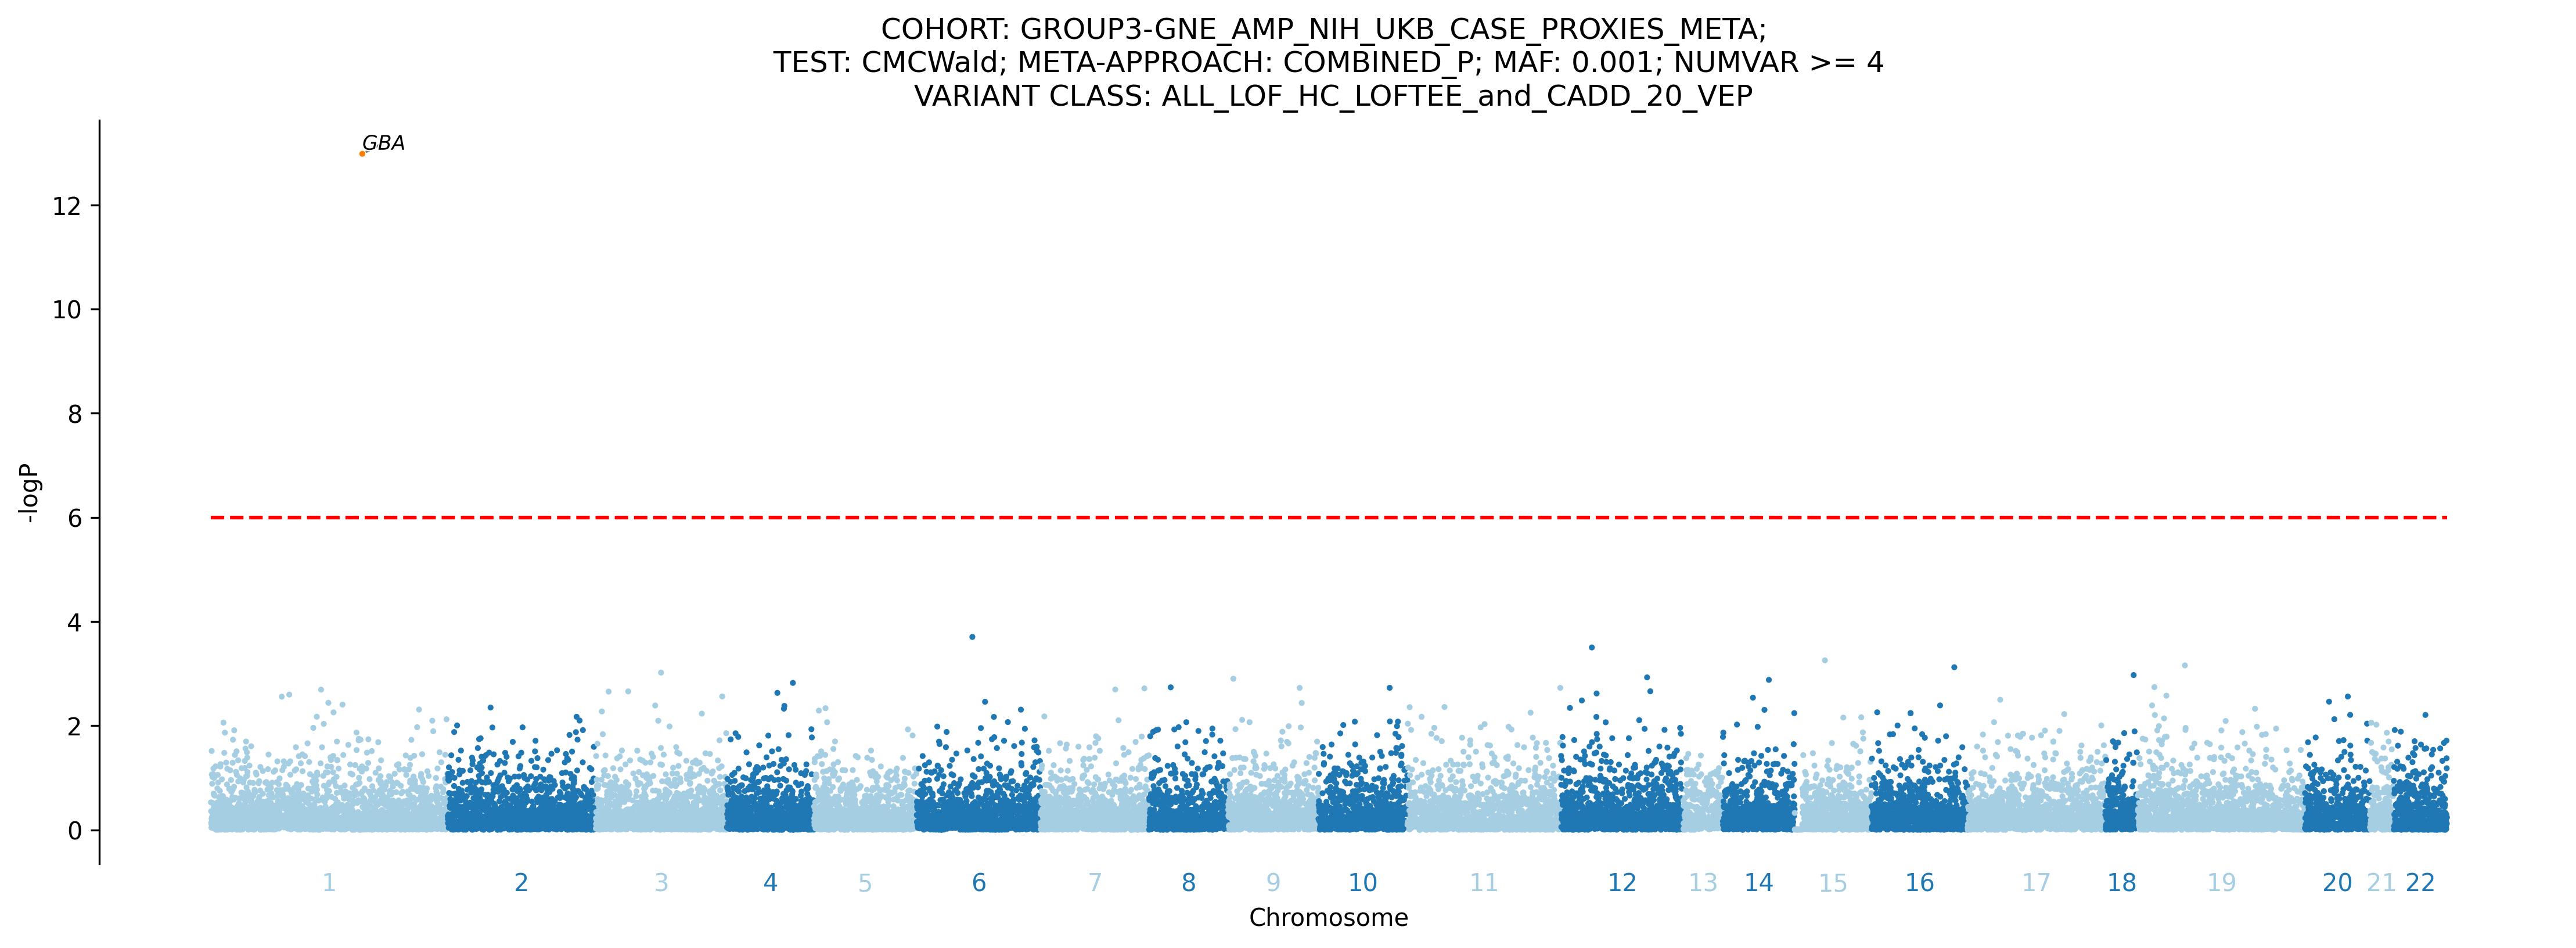 COHORT: GROUP3-GNE_AMP_NIH_UKB_CASE_PROXIES_META;
TEST: CMCWald; META-APPROACH: COMBINED_P; MAF: 0.001; NUMVAR >= 4
VARIANT CLASS: ALL_LOF_HC_LOFTEE_and_CADD_20_VEP
GBA
12
10
8
6
4
2
0
-logP
1 2 3 4 5 6 7 8 9 10 11 12 13 14 15 16 17 18 19 20 21 22
Chromosome